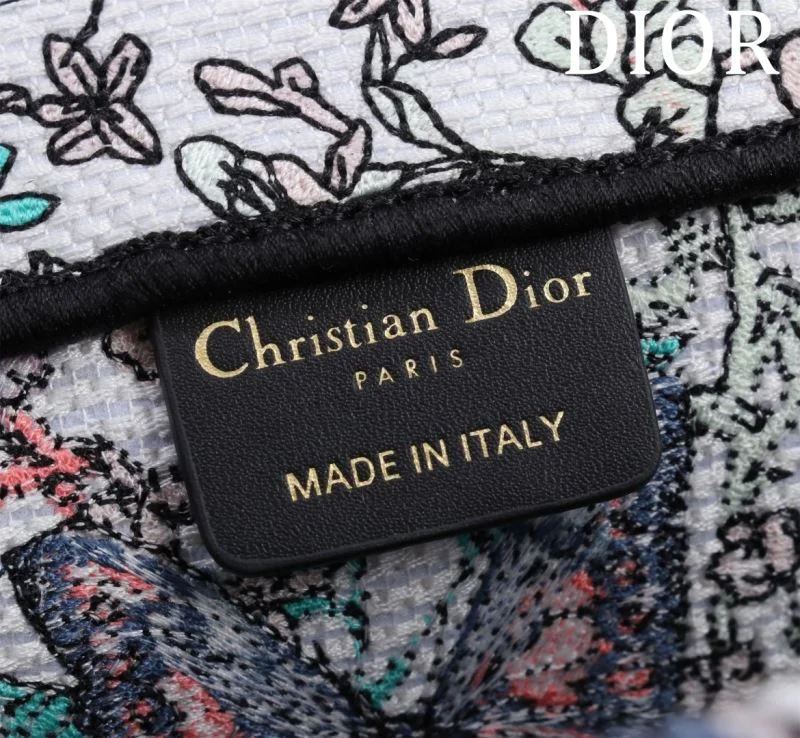 DIOR
Christian Dior
PARIS
MADE IN ITALY